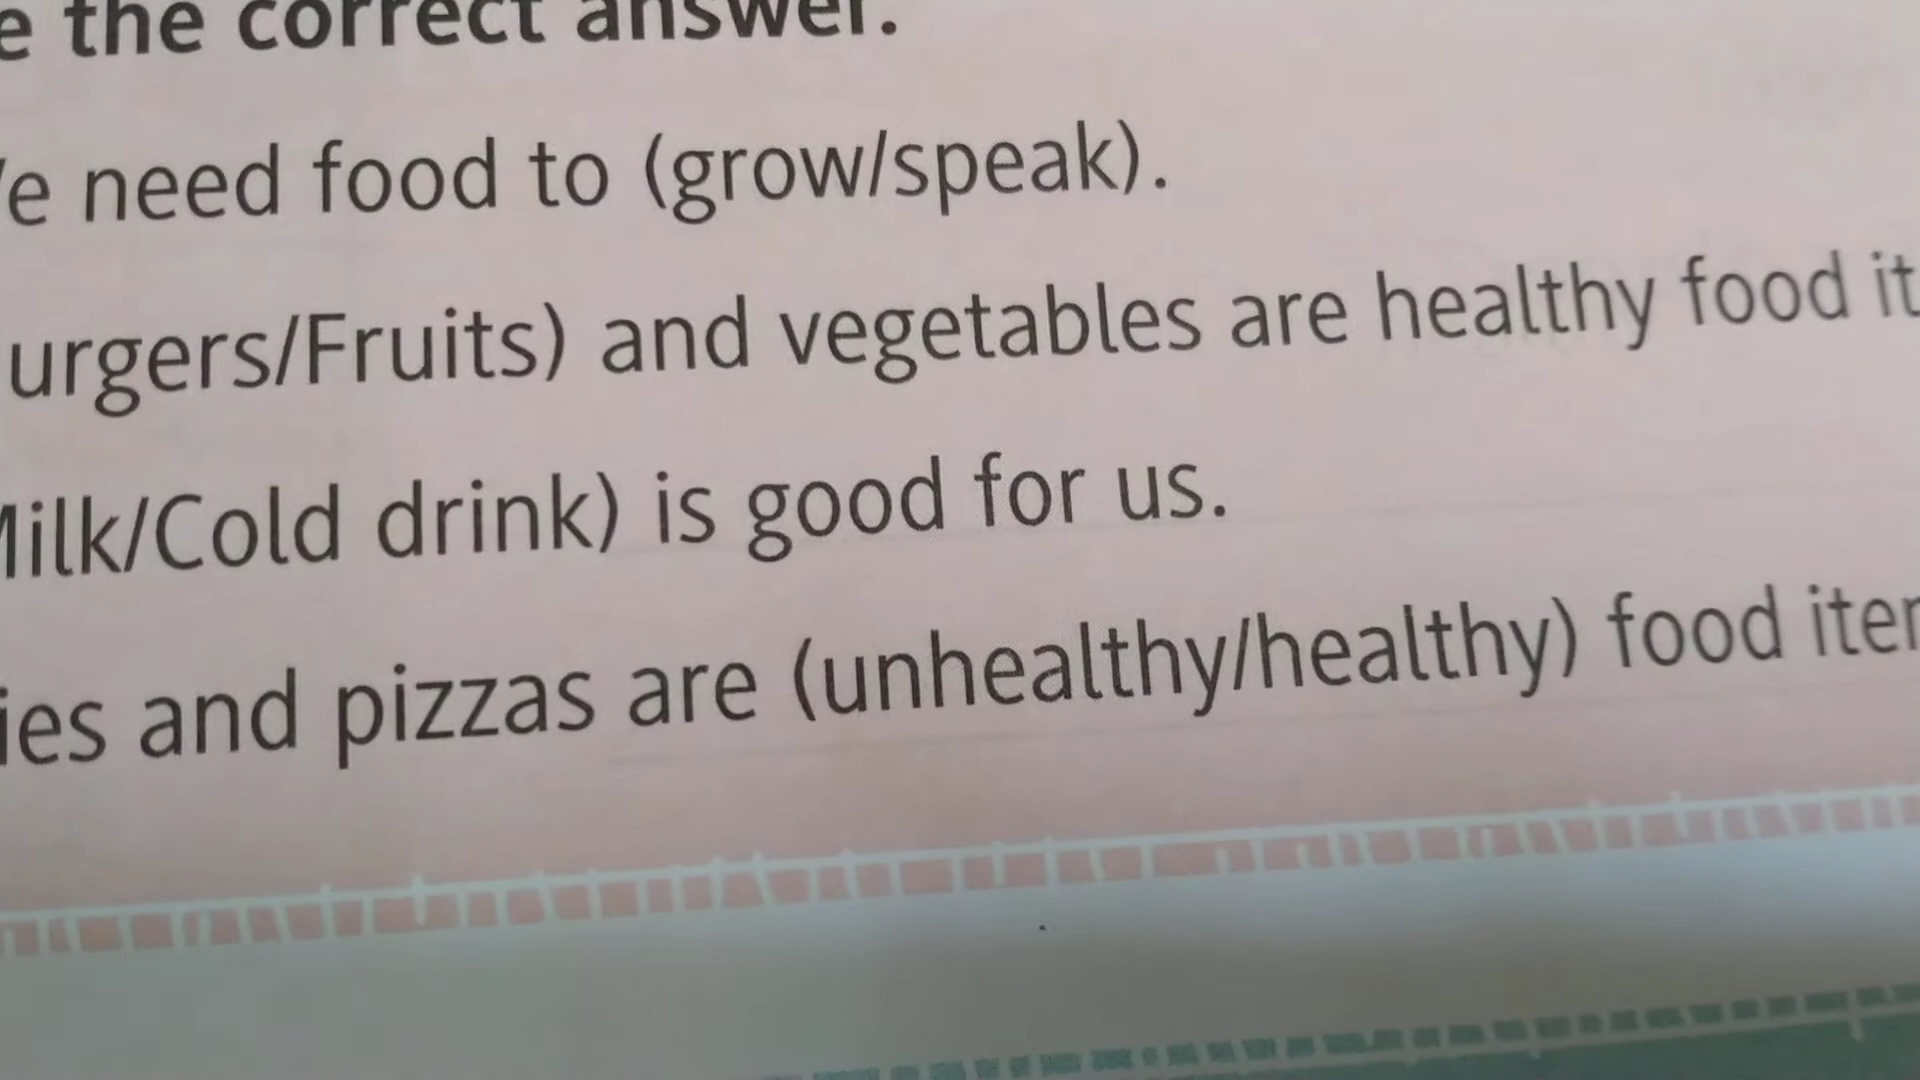 e the correct answer.
e need food to (grow/speak).
urgers/Fruits) and vegetables are healthy food it
ilk/Cold drink) is good for us.
ies and pizzas are (unhealthy/healthy) food iter